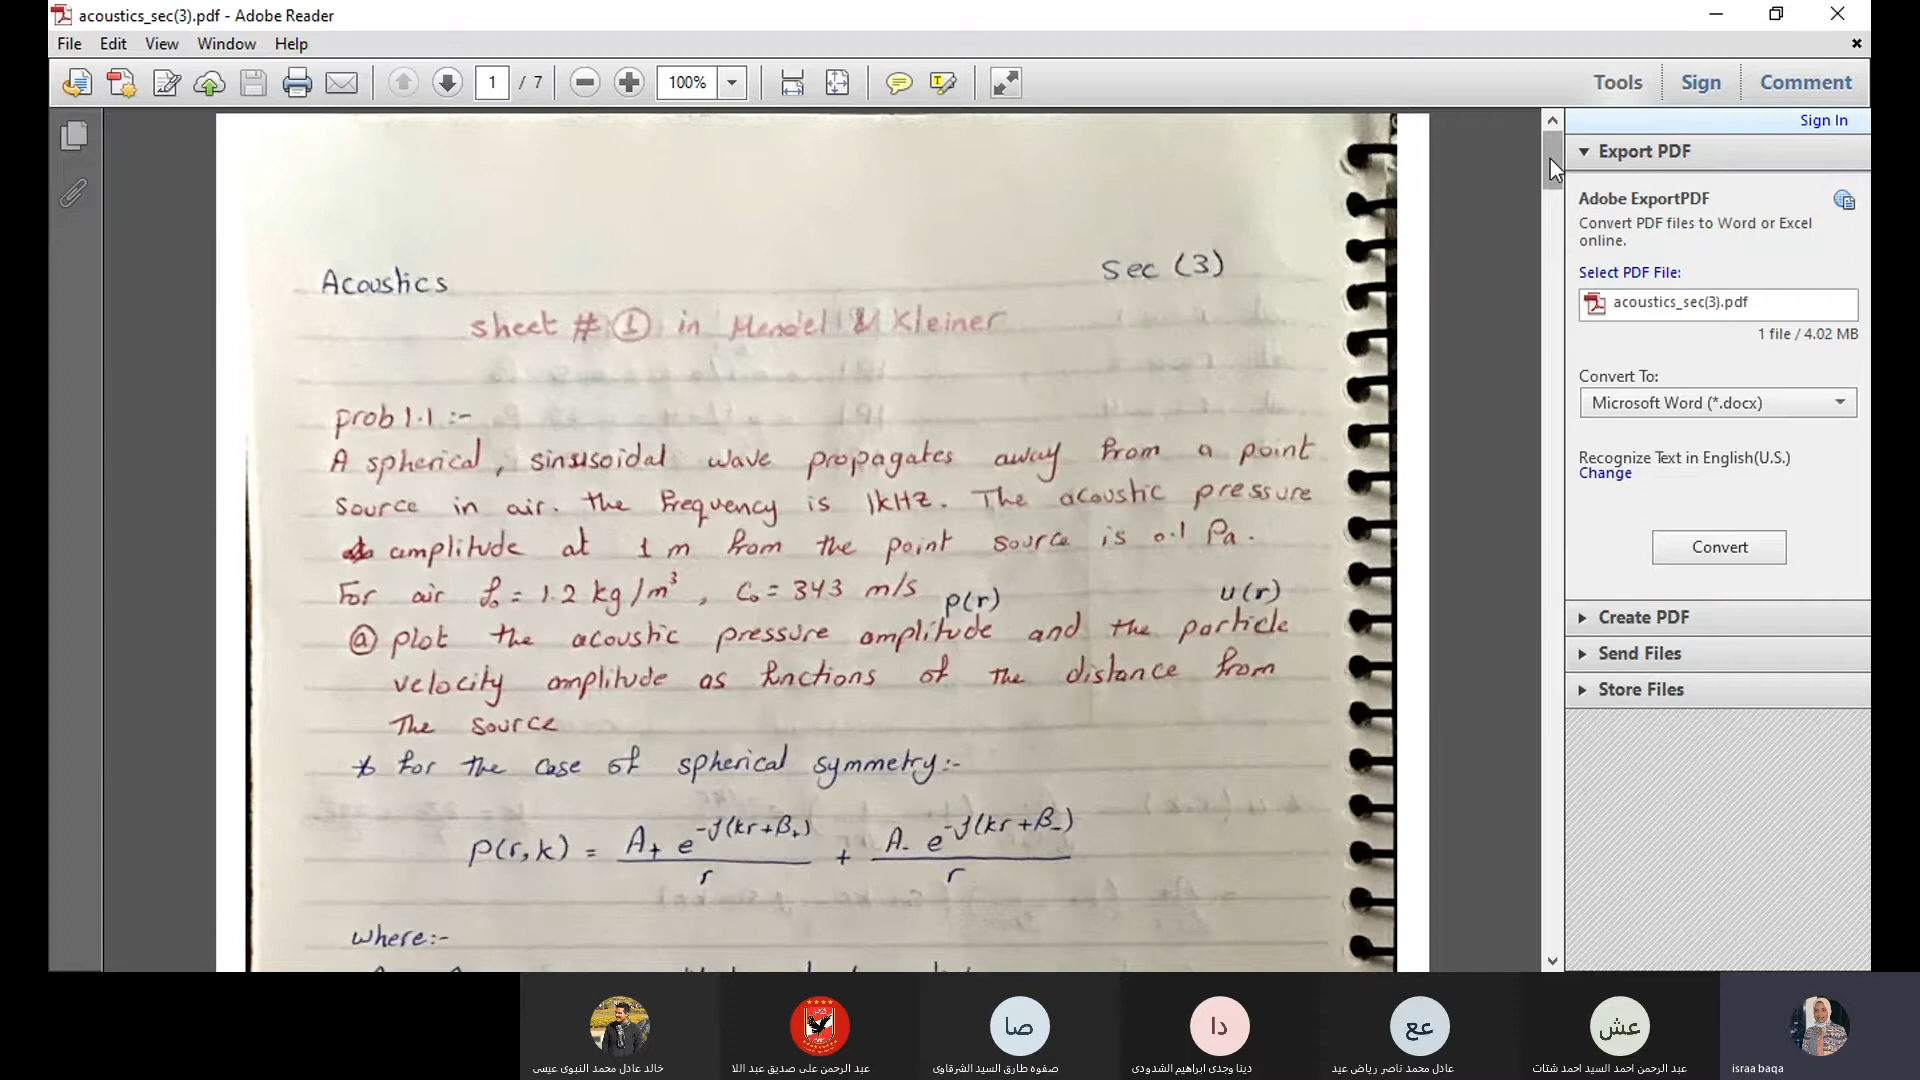 acoustics_sec(3).pdf - Adobe Reader
File Edit View Window Help
1 / 7 100% Tools Sign Comment
Sign In
Export PDF
Adobe ExportPDF
Convert PDF files to Word or Excel
online.
Select PDF File:
acoustics_sec(3).pdf
1 file / 4.02 MB
Convert To:
Microsoft Word (*.docx)
Recognize Text in English(U.S.)
Change
Convert
Create PDF
Send Files
Store Files
Acoustics Sec (3)
sheet # ① in Mendel & Kleiner
prob 1.1 :-
A spherical, sinsusoidal wave propagates away from a point
source in air. the frequency is 1kHz. The acoustic pressure
amplitude at 1 m from the point source is 0.1 Pa.
For air ρ₀ = 1.2 kg/m³, C₀ = 343 m/s
p(r) u(r)
ⓐ plot the acoustic pressure amplitude and the particle
velocity amplitude as functions of the distance from
The source
* for the case of spherical symmetry:-
P(r,k) = A₊ e^-J(kr+β₊) / r + A₋ e^-J(kr+β₋) / r
where:-
خالد عادل محمد النبوى عيسى
عبد الرحمن على صديق عبد اللا
صا
صفوه طارق السيد الشرقاوى
دا
دينا وجدى ابراهيم الشدودى
عع
عادل محمد ناصر رياض عيد
عش
عبد الرحمن احمد السيد احمد شتات
israa baqa